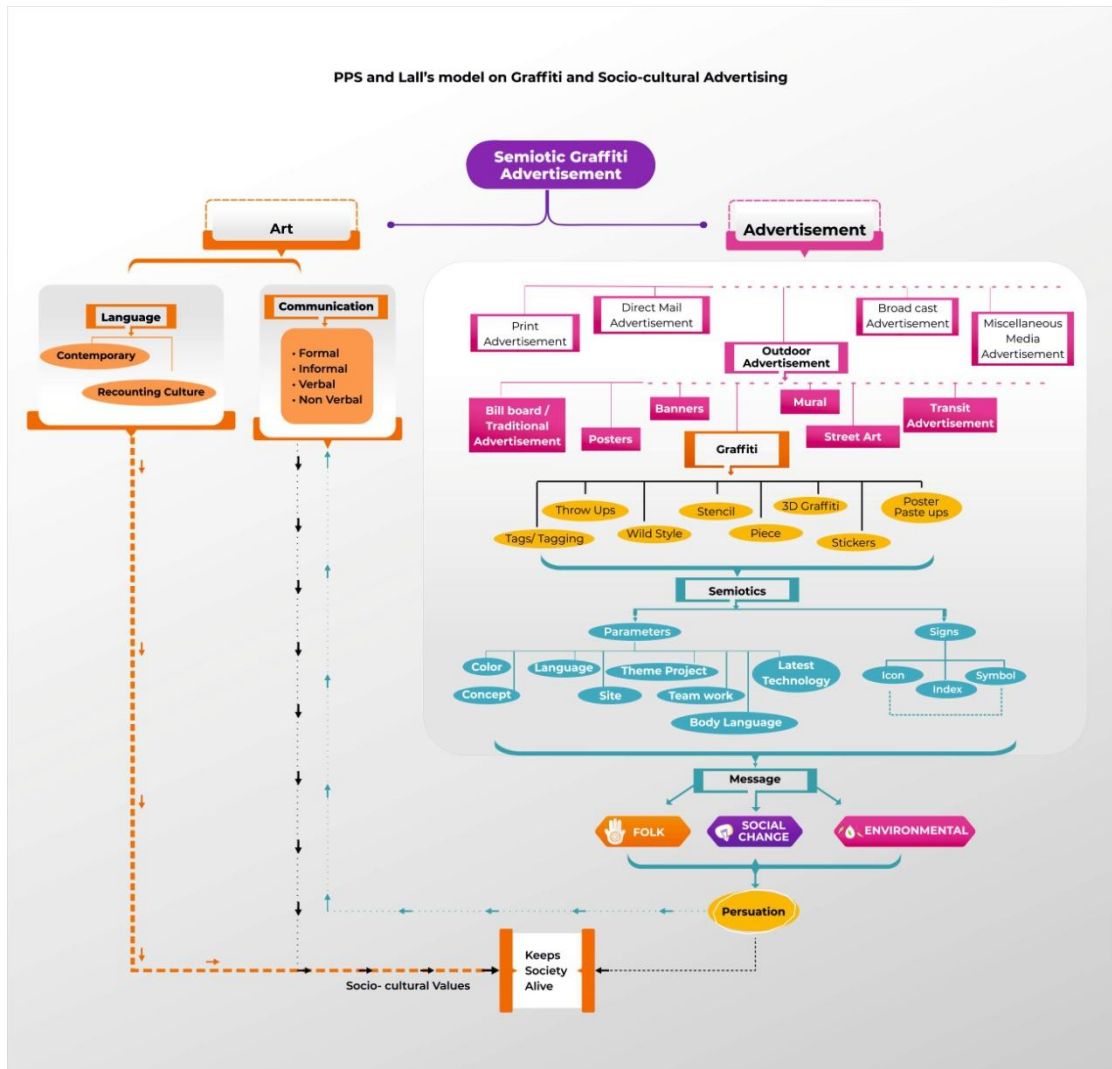 PPS and Lall's model on Graffiti and Socio-cultural Advertising
Semiotic Graffiti
Advertisement
Art
Advertisement
Language
Contemporary
Recounting Culture
Communication
• Formal
• Informal
• Verbal
• Non Verbal
Print
Advertisement
Direct Mail
Advertisement
Outdoor
Advertisement
Broad cast
Advertisement
Miscellaneous
Media
Advertisement
Bill board /
Traditional
Advertisement
Posters
Banners
Graffiti
Mural
Street Art
Transit
Advertisement
Tags/ Tagging
Throw Ups
Wild Style
Stencil
Piece
3D Graffiti
Stickers
Poster
Paste ups
Semiotics
Parameters
Signs
Color
Concept
Language
Site
Theme Project
Team work
Body Language
Latest
Technology
Icon
Index
Symbol
Message
FOLK
SOCIAL
CHANGE
ENVIRONMENTAL
Persuation
Keeps
Society
Alive
Socio- cultural Values